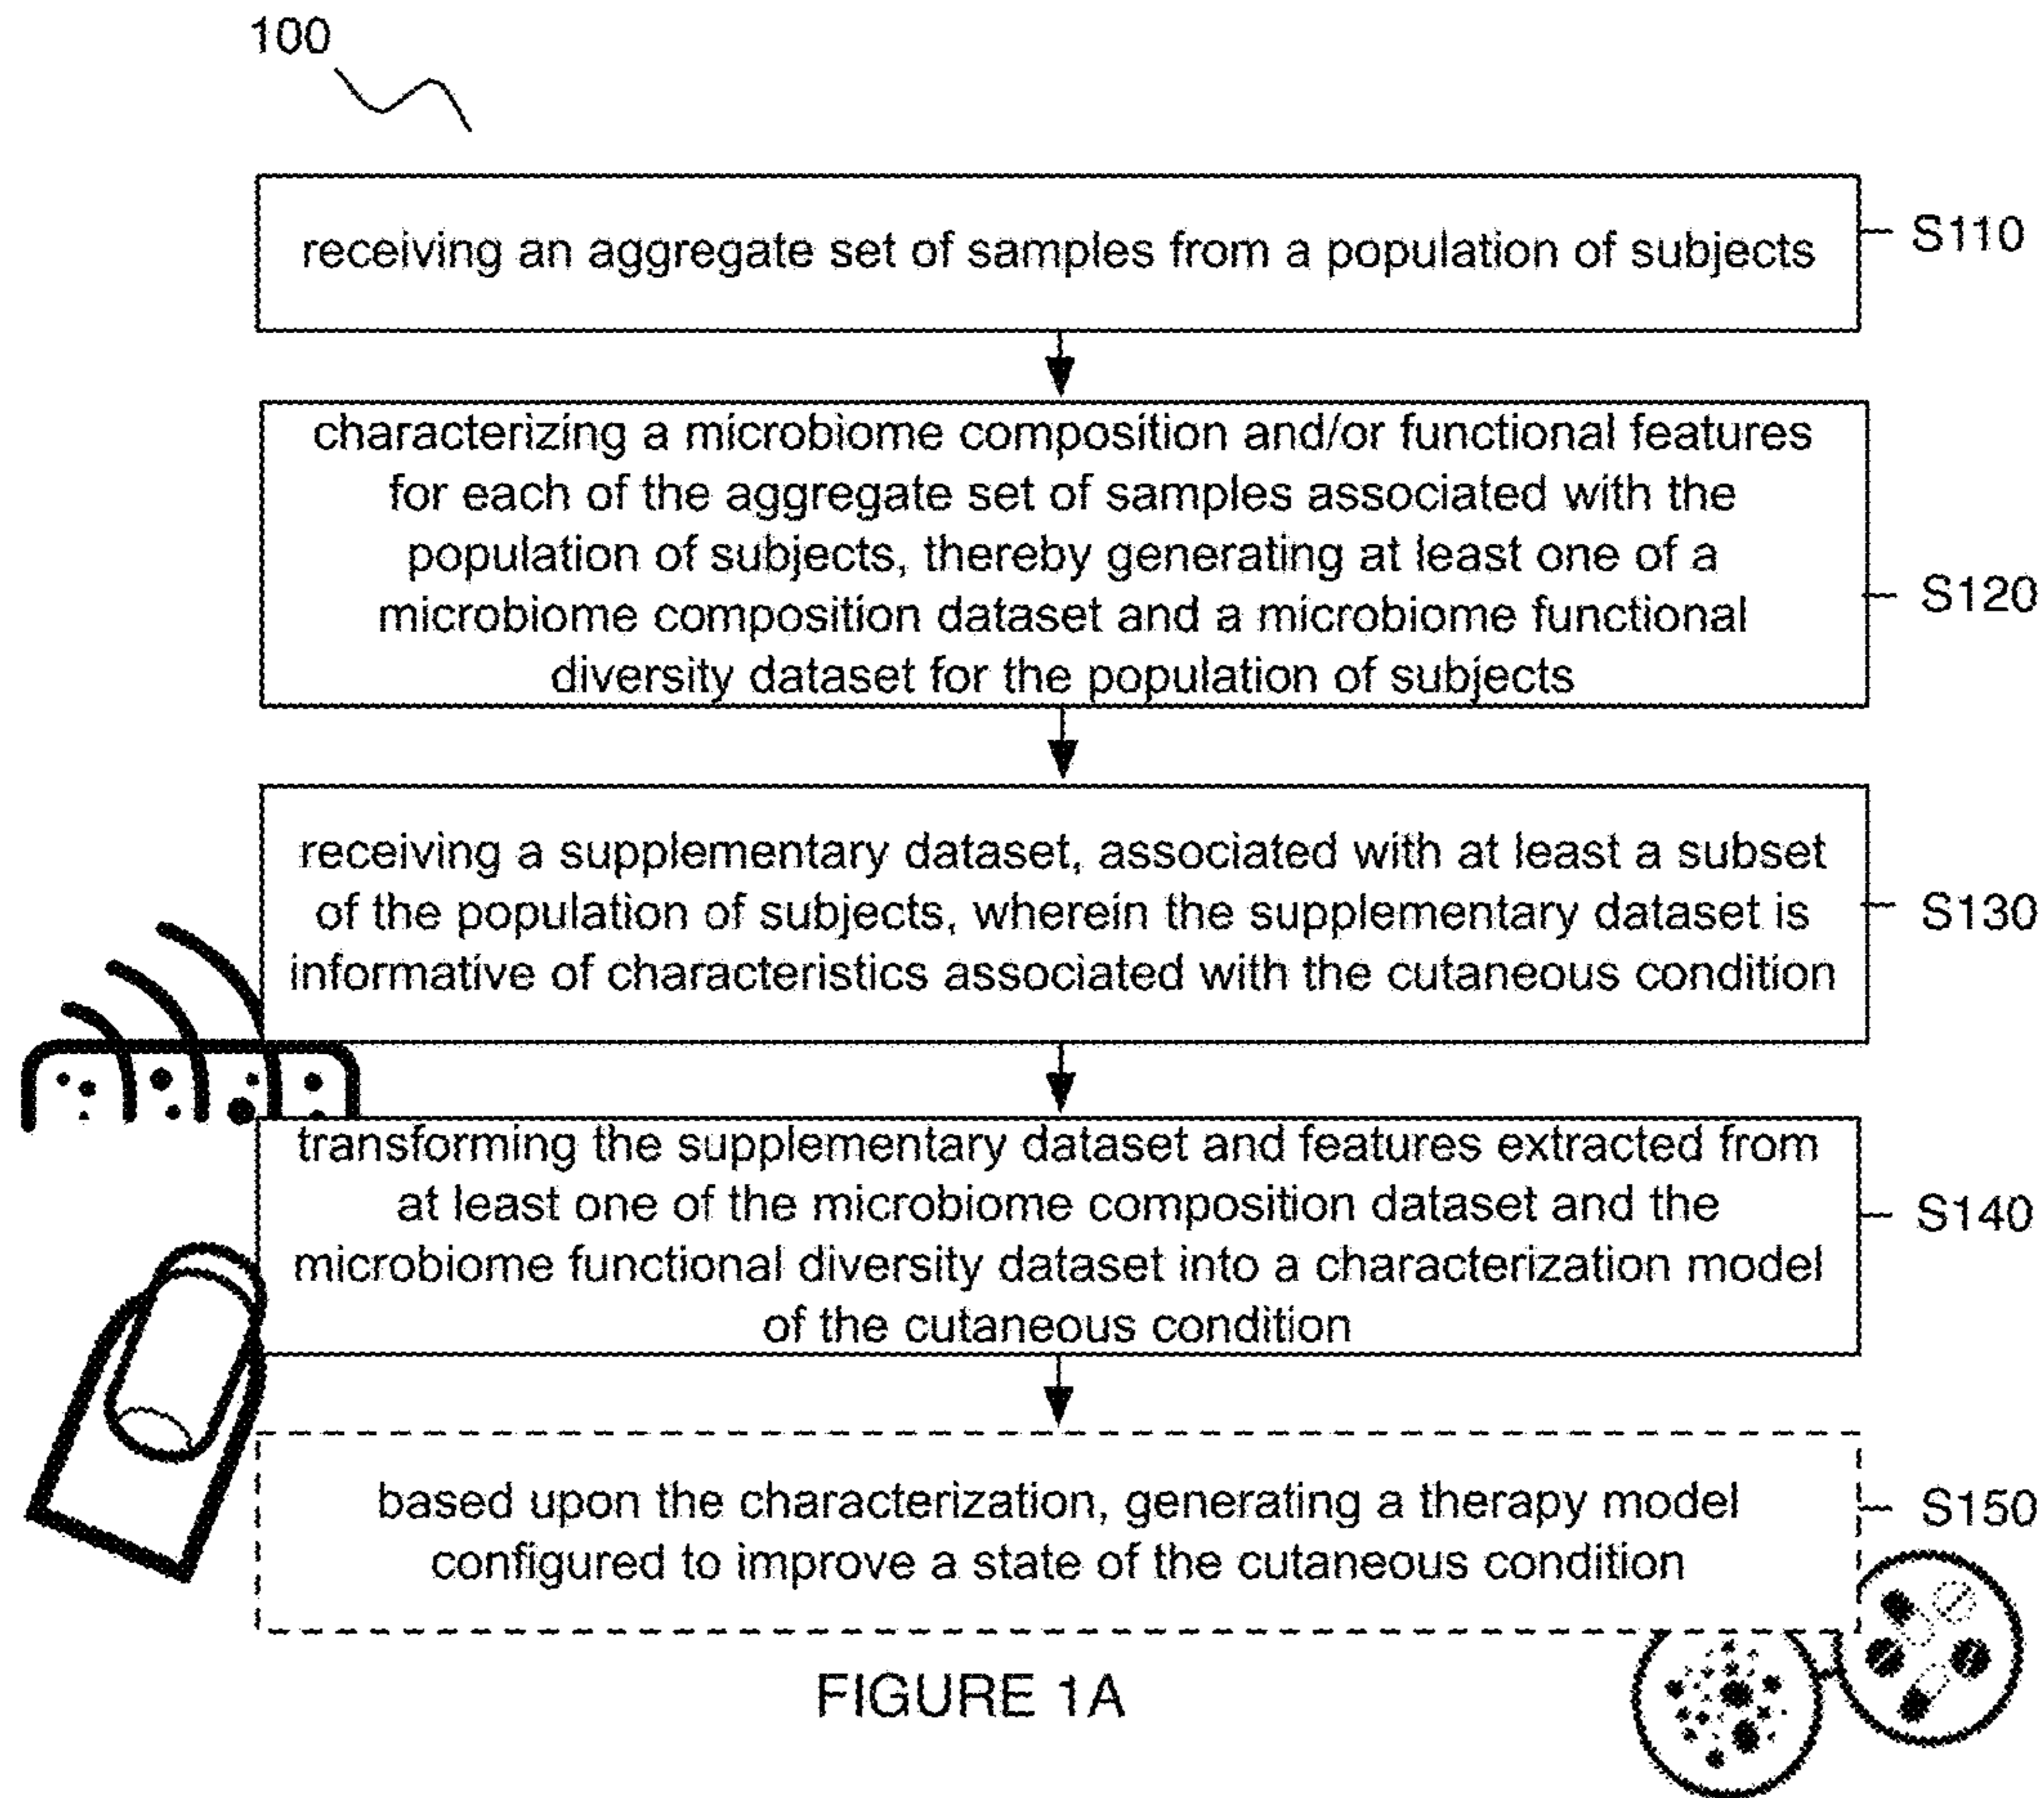 100
receiving an aggregate set of samples from a population of subjects
S110
characterizing a microbiome composition and/or functional features
for each of the aggregate set of samples associated with the
population of subjects, thereby generating at least one of a
microbiome composition dataset and a microbiome functional
diversity dataset for the population of subjects
S120
receiving a supplementary dataset, associated with at least a subset
of the population of subjects, wherein the supplementary dataset is
informative of characteristics associated with the cutaneous condition
S130
transforming the supplementary dataset and features extracted from
at least one of the microbiome composition dataset and the
microbiome functional diversity dataset into a characterization model
of the cutaneous condition
S140
based upon the characterization, generating a therapy model
configured to improve a state of the cutaneous condition
S150
FIGURE 1A